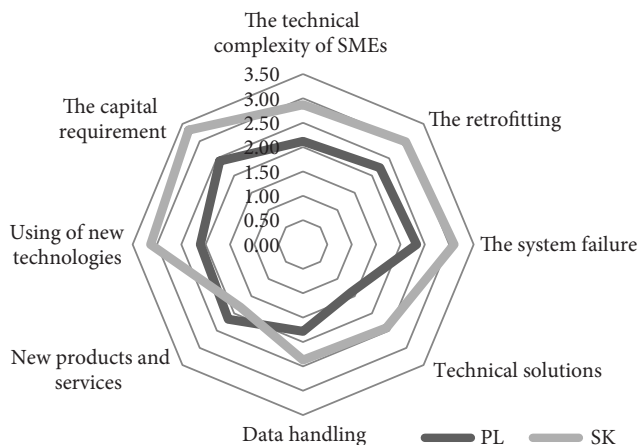 The technical
complexity of SMEs
3.50
3.00
2.50
2.00
1.50
1.00
0.50
0.00
The capital
requirement
The retrofitting
Using of new
technologies
The system failure
New products and
services
Technical solutions
Data handling
PL
SK